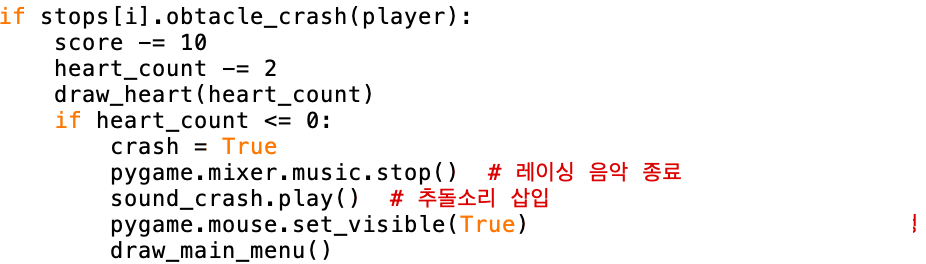 if stops[i].obtacle_crash(player):
    score -= 10
    heart_count -= 2
    draw_heart(heart_count)
    if heart_count <= 0:
        crash = True
        pygame.mixer.music.stop()  # 레이싱 음악 종료
        sound_crash.play()  # 추돌소리 삽입
        pygame.mouse.set_visible(True)
        draw_main_menu()